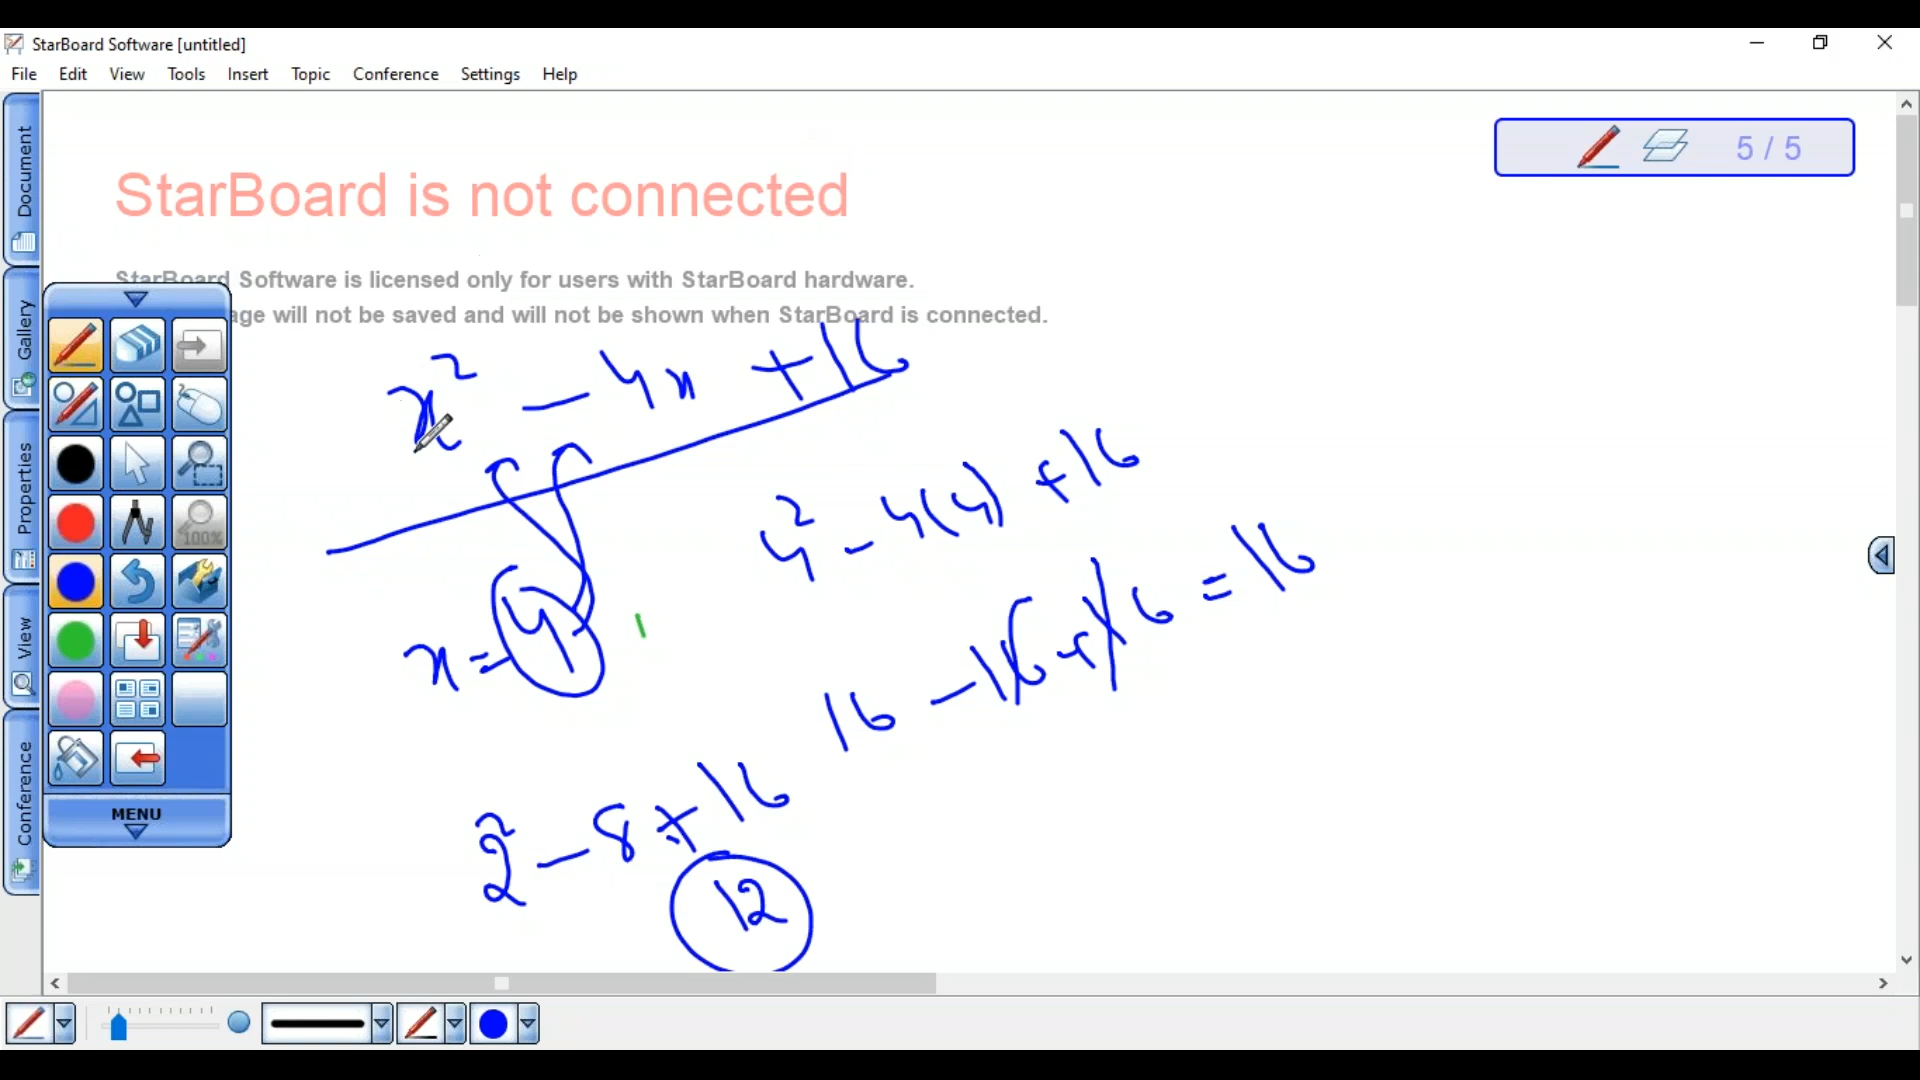 StarBoard Software [untitled]
File Edit View Tools Insert Topic Conference Settings Help
5 / 5
StarBoard is not connected
StarBoard Software is licensed only for users with StarBoard hardware.
age will not be saved and will not be shown when StarBoard is connected.
Document
Gallery
Properties
View
Conference
100%
MENU
x² - 4x + 16
4² - 4(4) + 16
x = 4
16 - 16 + 16 = 16
2² - 8 + 16
12